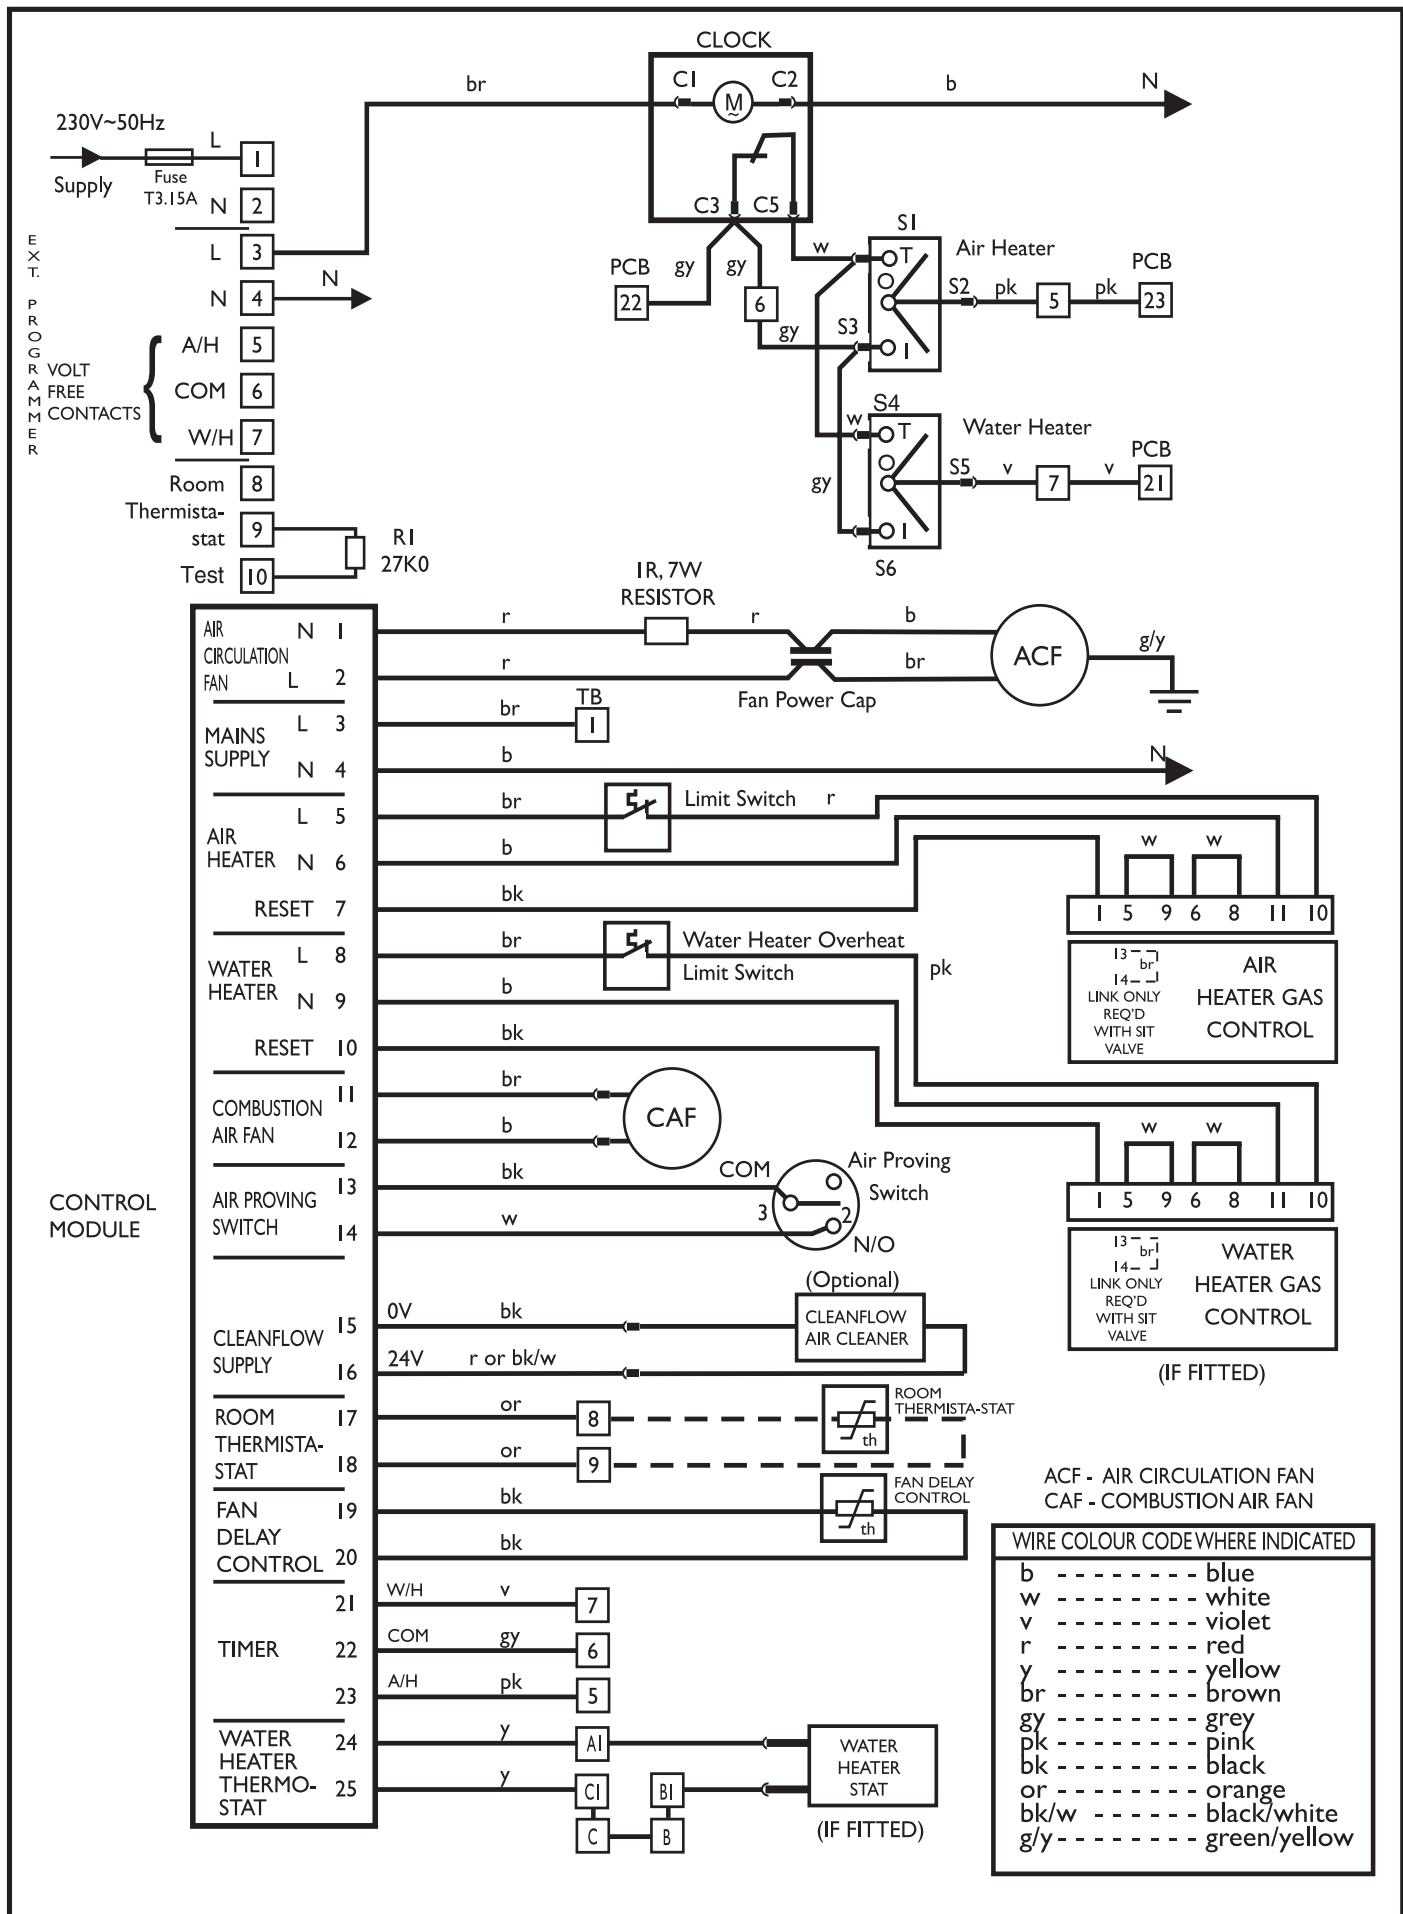 CLOCK
br C1 M ~ C2 b N
230V~50Hz
L 1
Supply Fuse
T3.15A
N 2
C3 C5
EXT. PROGRAMMER
L 3
N 4 N
A/H 5
VOLT
FREE
CONTACTS
COM 6
W/H 7
Room 8
Thermista-
stat 9
R1
27K0
Test 10
PCB
22
gy gy
6
gy
w
S1
T
Air Heater
PCB
S2 pk 5 pk 23
S3
I
S4
w T
Water Heater
PCB
S5 v 7 v 21
gy
I
S6
1R, 7W
RESISTOR
AIR
CIRCULATION
FAN
N 1 r r b
L 2 r br
ACF
g/y
Fan Power Cap
MAINS
SUPPLY
L 3 br TB
1
N 4 b N
AIR
HEATER
L 5 br Limit Switch r
N 6 b
RESET 7 bk
w w
1 5 9 6 8 11 10
13
br
14
LINK ONLY
REQ'D
WITH SIT
VALVE
AIR
HEATER GAS
CONTROL
WATER
HEATER
L 8 br Water Heater Overheat
Limit Switch
pk
N 9 b
RESET 10 bk
COMBUSTION
AIR FAN
11 br
12 b
CAF
w w
1 5 9 6 8 11 10
13
br
14
LINK ONLY
REQ'D
WITH SIT
VALVE
WATER
HEATER GAS
CONTROL
(IF FITTED)
CONTROL
MODULE
AIR PROVING
SWITCH
13 bk COM
14 w
3 2
N/O
Air Proving
Switch
(Optional)
CLEANFLOW
SUPPLY
15 0V bk
CLEANFLOW
AIR CLEANER
16 24V r or bk/w
ROOM
THERMISTA-
STAT
17 or 8
18 or 9
ROOM
THERMISTA-STAT
th
FAN
DELAY
CONTROL
19 bk
20 bk
FAN DELAY
CONTROL
th
TIMER
21 W/H v 7
22 COM gy 6
23 A/H pk 5
WATER
HEATER
THERMO-
STAT
24 y A1
25 y C1 B1
C B
WATER
HEATER
STAT
(IF FITTED)
ACF - AIR CIRCULATION FAN
CAF - COMBUSTION AIR FAN
WIRE COLOUR CODE WHERE INDICATED
b - - - - - - - - - blue
w - - - - - - - - - white
v - - - - - - - - - violet
r - - - - - - - - - red
y - - - - - - - - - yellow
br - - - - - - - - brown
gy - - - - - - - - grey
pk - - - - - - - - pink
bk - - - - - - - - black
or - - - - - - - - orange
bk/w - - - - - - black/white
g/y - - - - - - - - green/yellow